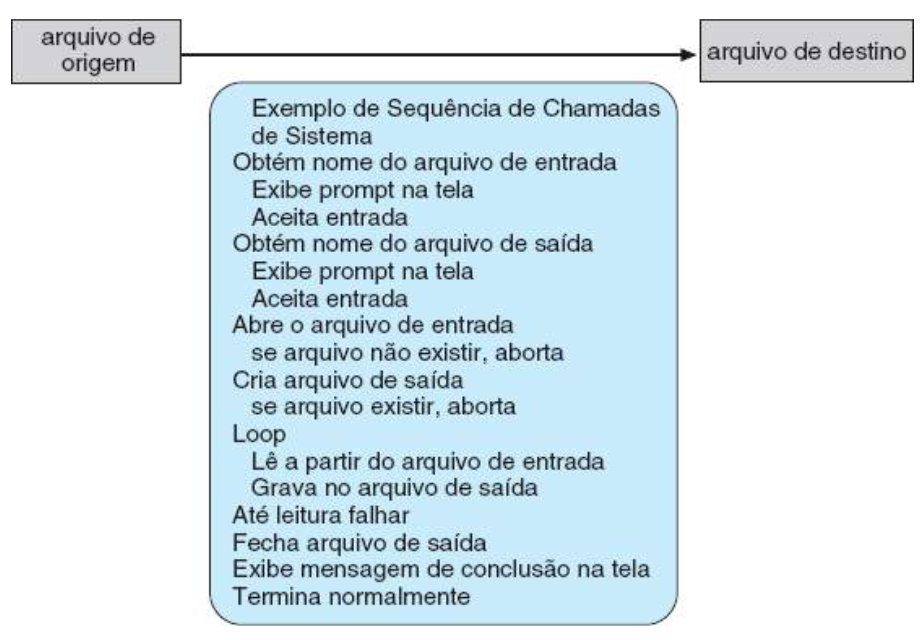 arquivo de
origem
arquivo de destino
Exemplo de Sequência de Chamadas
de Sistema
Obtém nome do arquivo de entrada
Exibe prompt na tela
Aceita entrada
Obtém nome do arquivo de saída
Exibe prompt na tela
Aceita entrada
Abre o arquivo de entrada
se arquivo não existir, aborta
Cria arquivo de saída
se arquivo existir, aborta
Loop
Lê a partir do arquivo de entrada
Grava no arquivo de saída
Até leitura falhar
Fecha arquivo de saída
Exibe mensagem de conclusão na tela
Termina normalmente